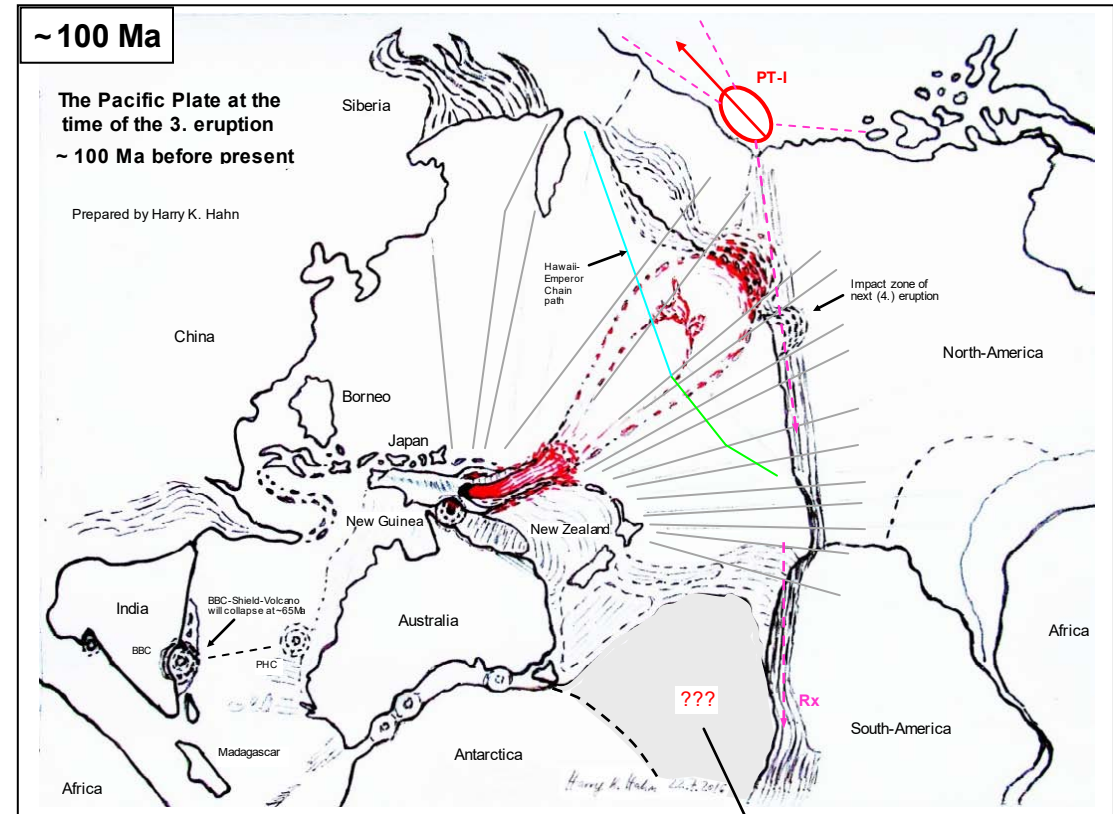 ~ 100 Ma
The Pacific Plate at the
time of the 3. eruption
~ 100 Ma before present
Prepared by Harry K. Hahn
Siberia
PT-I
Hawaii-
Emperor
Chain
path
Impact zone of
next (4.) eruption
China
North-America
Borneo
Japan
New Guinea
New Zealand
India
BBC-Shield-Volcano
will collapse at ~65Ma
BBC
PHC
Australia
Africa
???
Rx
South-America
Madagascar
Antarctica
Africa
Harry K. Hahn